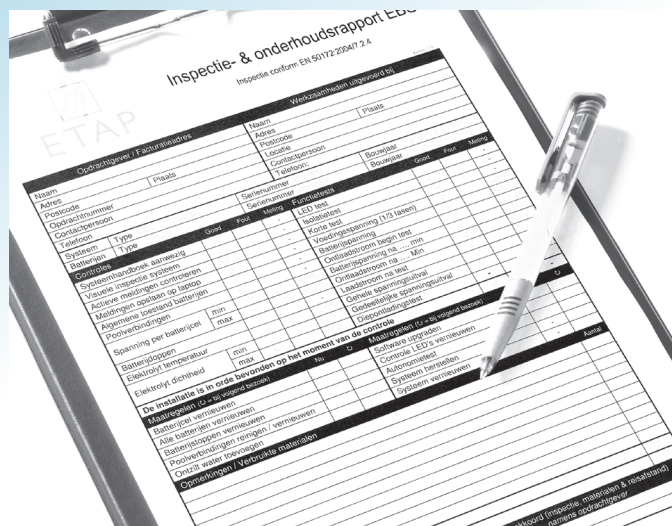 Inspectie- & onderhoudsrapport EBS
Inspectie conform EN 50172:2004/7.2.4
ETAP
Opdrachtgever / Facturatieadres
Naam
Adres
Postcode
Plaats
Opdrachtnummer
Contactpersoon
Telefoon
Systeem Type Serienummer Bouwjaar
Batterijen Type Serienummer Bouwjaar
Werkzaamheden uitgevoerd bij
Naam
Adres
Postcode
Plaats
Locatie
Contactpersoon
Telefoon:
Controles Goed Fout Meting
Systeemhandboek aanwezig
Visuele inspectie systeem
Actieve meldingen controleren
Meldingen opslaan op laptop
Algemene toestand batterijen
Poolverbindingen
Spanning per batterijcel min
max
Batterijdoppen
Elektrolyt temperatuur
Elektrolyt dichtheid min
max
Functietests Goed Fout Meting
LED test
Isolatietest
Korte test
Voedingsspanning (1/3 fasen)
Batterijspanning
Ontlaadstroom begin test
Batterijspanning na .... min
Ontlaadstroom na ... Min
Laadstroom na test
Gehele spanningsuitval
Gedeeltelijke spanningsuitval
Diepontladingstest
De installatie is in orde bevonden op het moment van de controle
Maatregelen (↻ = bij volgend bezoek) Nu ↻
Batterijcel vernieuwen
Alle batterijen vernieuwen
Batterijstoppen vernieuwen
Poolverbindingen reinigen / vernieuwen
Ontzilt water toevoegen
Maatregelen (↻ = bij volgend bezoek) ↻
Software upgraden
Controle LED's vernieuwen
Autonomietest
Systeem herstellen
Systeem vernieuwen
Opmerkingen / Verbruikte materialen Aantal
akkoord (inspectie, materialen & reisafstand)
namens opdrachtgever